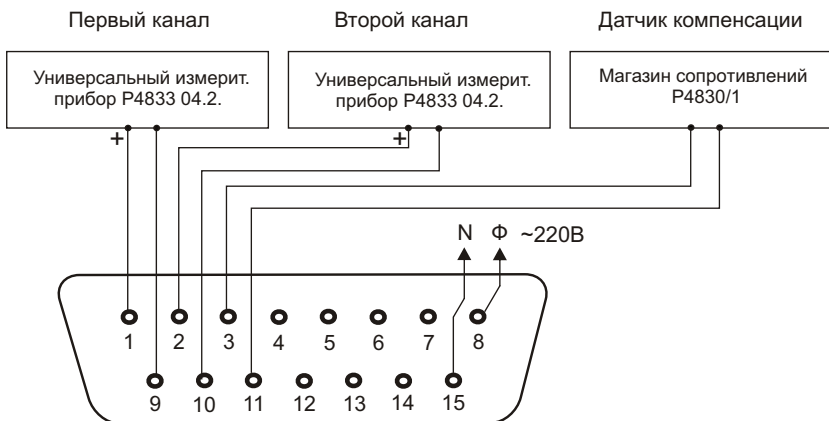 Первый канал
Второй канал
Датчик компенсации
Универсальный измерит.
прибор Р4833 04.2.
Универсальный измерит.
прибор Р4833 04.2.
Магазин сопротивлений
Р4830/1
+
+
N Ф ~220В
1 2 3 4 5 6 7 8
9 10 11 12 13 14 15